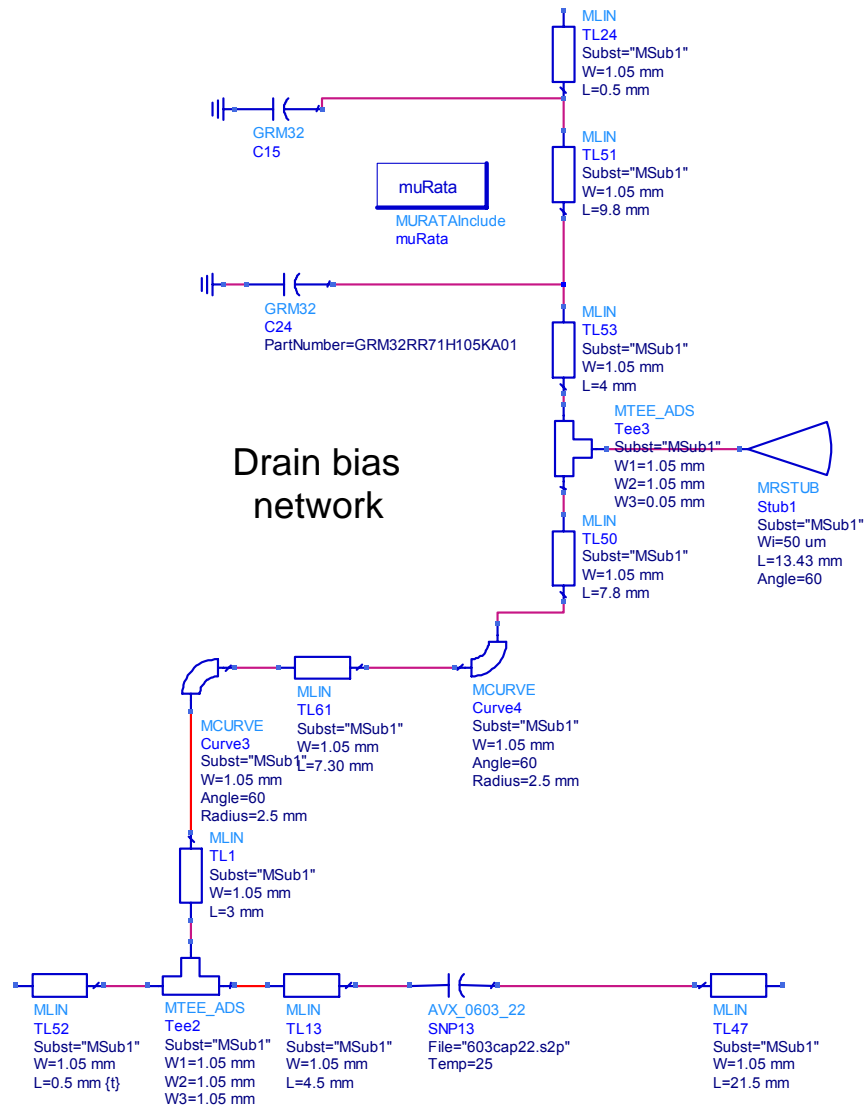 MLIN
TL24
Subst="MSub1"
W=1.05 mm
L=0.5 mm
GRM32
C15
MLIN
TL51
Subst="MSub1"
W=1.05 mm
L=9.8 mm
muRata
MURATAInclude
muRata
GRM32
C24
PartNumber=GRM32RR71H105KA01
MLIN
TL53
Subst="MSub1"
W=1.05 mm
L=4 mm
MTEE_ADS
Tee3
Subst="MSub1"
W1=1.05 mm
W2=1.05 mm
W3=0.05 mm
MRSTUB
Stub1
Subst="MSub1"
Wi=50 um
L=13.43 mm
Angle=60
Drain bias
network
MLIN
TL50
Subst="MSub1"
W=1.05 mm
L=7.8 mm
MCURVE
Curve4
Subst="MSub1"
W=1.05 mm
Angle=60
Radius=2.5 mm
MLIN
TL61
Subst="MSub1"
W=1.05 mm
L=7.30 mm
MCURVE
Curve3
Subst="MSub1"
W=1.05 mm
Angle=60
Radius=2.5 mm
MLIN
TL1
Subst="MSub1"
W=1.05 mm
L=3 mm
MLIN
TL52
Subst="MSub1"
W=1.05 mm
L=0.5 mm {t}
MTEE_ADS
Tee2
Subst="MSub1"
W1=1.05 mm
W2=1.05 mm
W3=1.05 mm
MLIN
TL13
Subst="MSub1"
W=1.05 mm
L=4.5 mm
AVX_0603_22
SNP13
File="603cap22.s2p"
Temp=25
MLIN
TL47
Subst="MSub1"
W=1.05 mm
L=21.5 mm